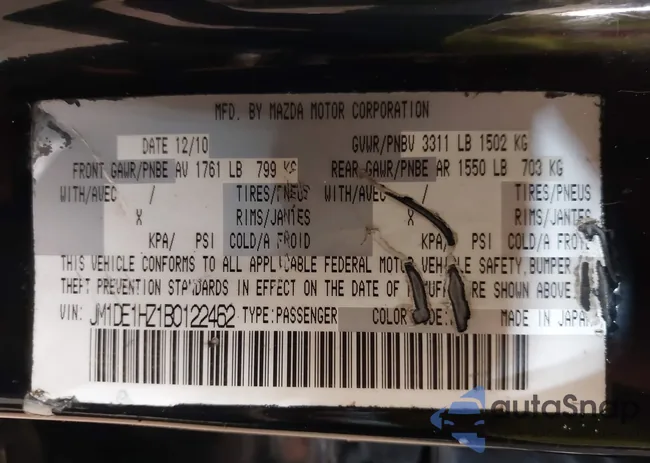 MFD. BY MAZDA MOTOR CORPORATION
DATE 12/10 GVWR/PNBV 3311 LB 1502 KG
FRONT GAWR/PNBE AV 1761 LB 799 KG REAR GAWR/PNBE AR 1550 LB 703 KG
WITH/AVEC / TIRES/PNEUS WITH/AVEC / TIRES/PNEUS
X RIMS/JANTES RIMS/JANTES
KPA/ PSI COLD/A FROID KPA/ PSI COLD/A FROID
THIS VEHICLE CONFORMS TO ALL APPLICABLE FEDERAL MOTOR VEHICLE SAFETY, BUMPER,
THEFT PREVENTION STANDARDS IN EFFECT ON THE DATE OF MANUFACTURE SHOWN ABOVE.
VIN: JM1DE1HZ1B0122462 TYPE:PASSENGER COLOR CODE: MADE IN JAPAN
autoSnap